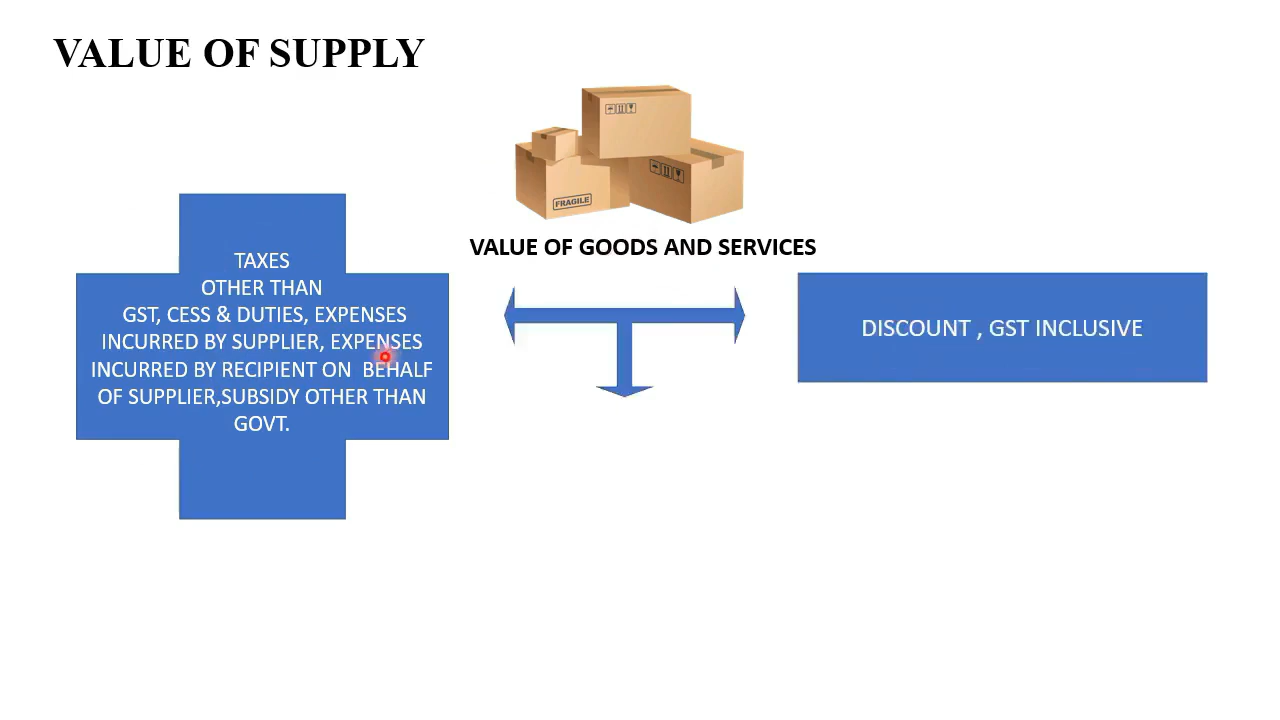 VALUE OF SUPPLY
FRAGILE
VALUE OF GOODS AND SERVICES
TAXES
OTHER THAN
GST, CESS & DUTIES, EXPENSES
INCURRED BY SUPPLIER, EXPENSES
INCURRED BY RECIPIENT ON BEHALF
OF SUPPLIER,SUBSIDY OTHER THAN
GOVT.
DISCOUNT , GST INCLUSIVE